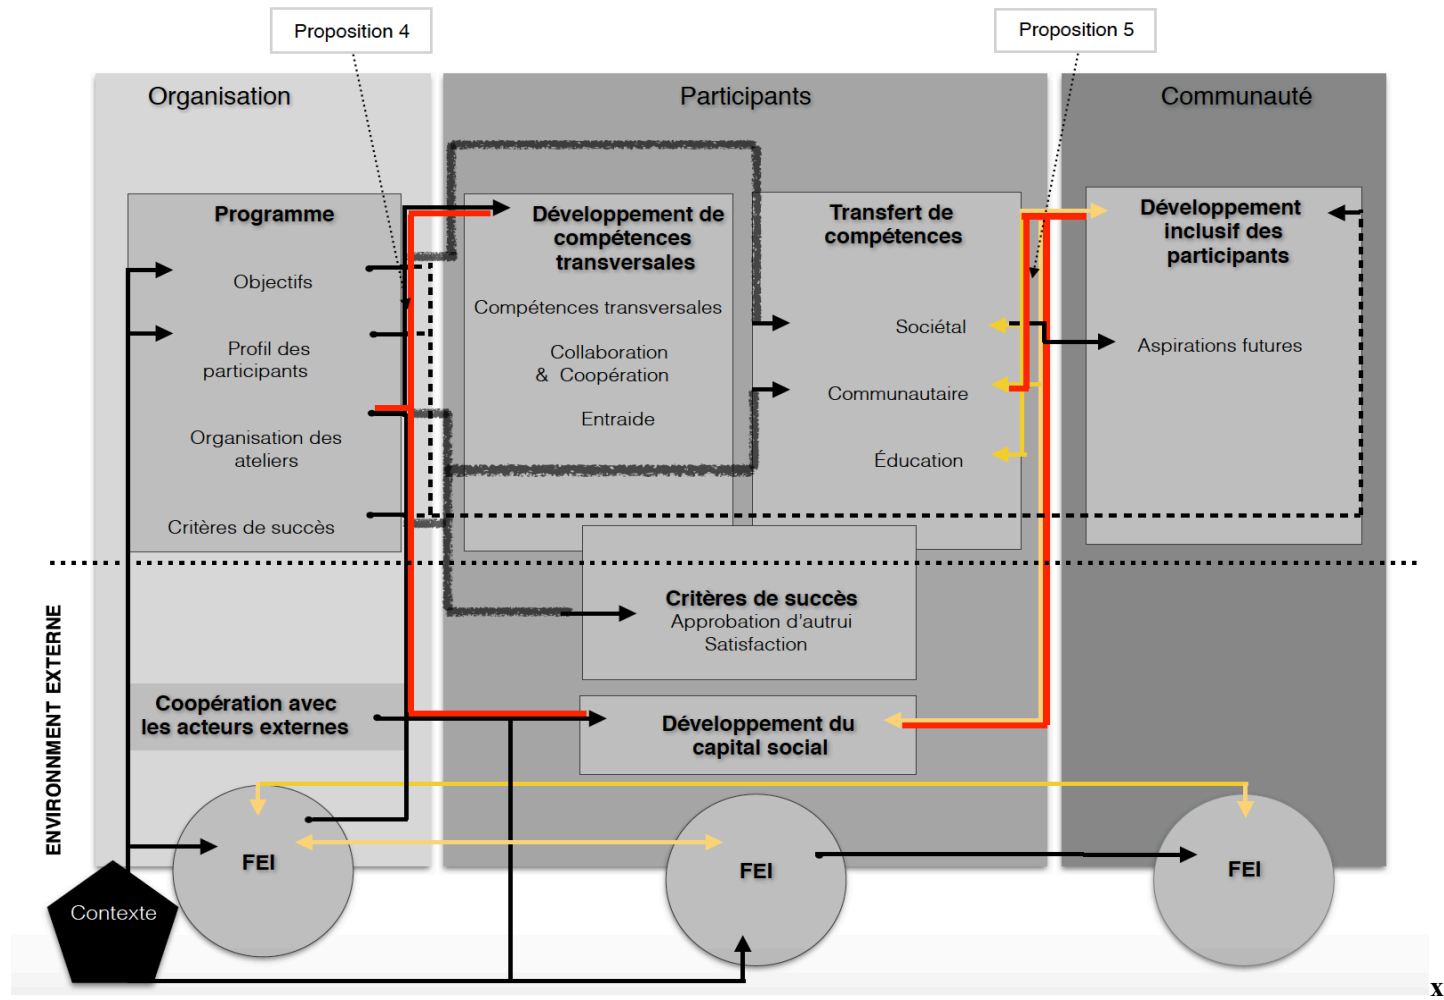 Proposition 4
Proposition 5
Organisation
Participants
Communauté
Programme
Objectifs
Profil des
participants
Organisation des
ateliers
Critères de succès
Développement de
compétences
transversales
Compétences transversales
Collaboration
& Coopération
Entraide
Transfert de
compétences
Sociétal
Communautaire
Éducation
Développement
inclusif des
participants
Aspirations futures
Critères de succès
Approbation d'autrui
Satisfaction
ENVIRONNMENT EXTERNE
Coopération avec
les acteurs externes
Développement du
capital social
FEI
FEI
FEI
Contexte
x